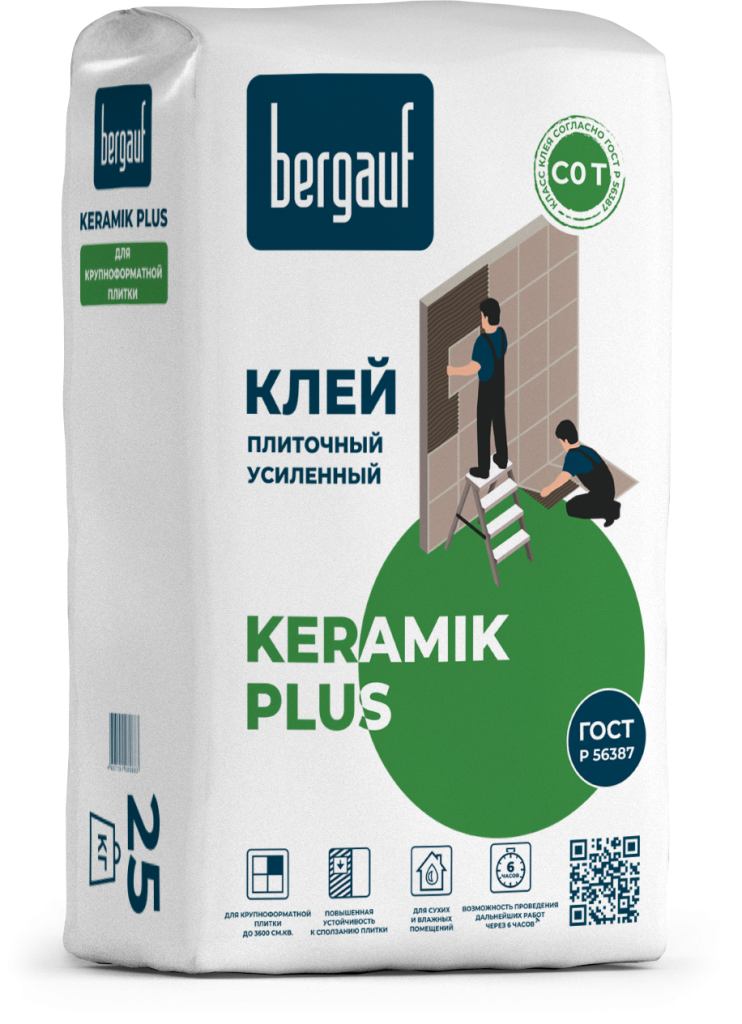 bergauf
KERAMIK PLUS
ДЛЯ
КРУПНОФОРМАТНОЙ
ПЛИТКИ
25
КГ
bergauf
КЛАСС КЛЕЯ СОГЛАСНО ГОСТ Р 56387
C0 T
КЛЕЙ
ПЛИТОЧНЫЙ
УСИЛЕННЫЙ
KERAMIK
PLUS
ГОСТ
Р 56387
6
ЧАСОВ
ДЛЯ КРУПНОФОРМАТНОЙ
ПЛИТКИ
ДО 3600 СМ.КВ.
ПОВЫШЕННАЯ
УСТОЙЧИВОСТЬ
К СПОЛЗАНИЮ ПЛИТКИ
ДЛЯ СУХИХ
И ВЛАЖНЫХ
ПОМЕЩЕНИЙ
ВОЗМОЖНОСТЬ ПРОВЕДЕНИЯ
ДАЛЬНЕЙШИХ РАБОТ
ЧЕРЕЗ 6 ЧАСОВ